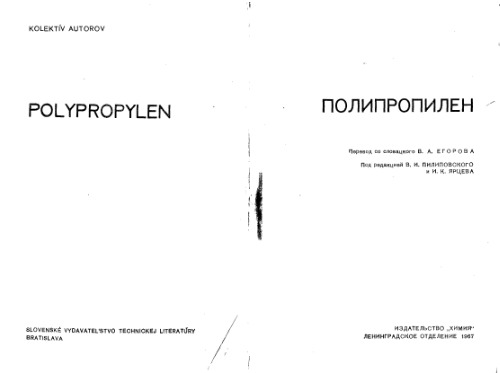 KOLEKTÍV AUTOROV
POLYPROPYLEN
SLOVENSKÉ VYDAVATEĽSTVO TECHNICKEJ LITERATÚRY
BRATISLAVA
ПОЛИПРОПИЛЕН
Перевод со словацкого В. А. ЕГОРОВА
Под редакцией В. И. ПИЛИПОВСКОГО
и И. К. ЯРЦЕВА
ИЗДАТЕЛЬСТВО „ХИМИЯ"
ЛЕНИНГРАДСКОЕ ОТДЕЛЕНИЕ 1967